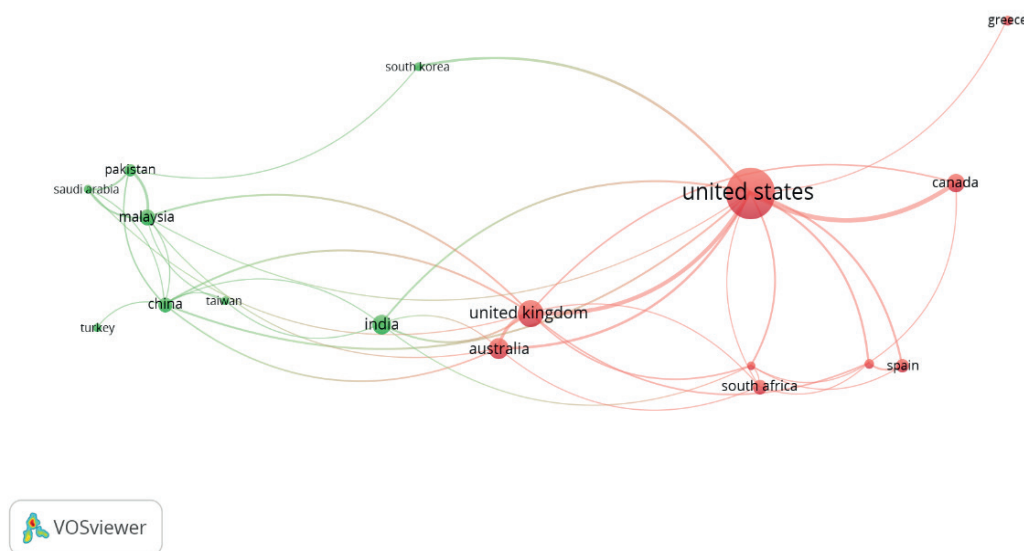 greece
south korea
pakistan
saudi arabia
malaysia
united states
canada
china
taiwan
turkey
india
united kingdom
australia
south africa
spain
VOSviewer